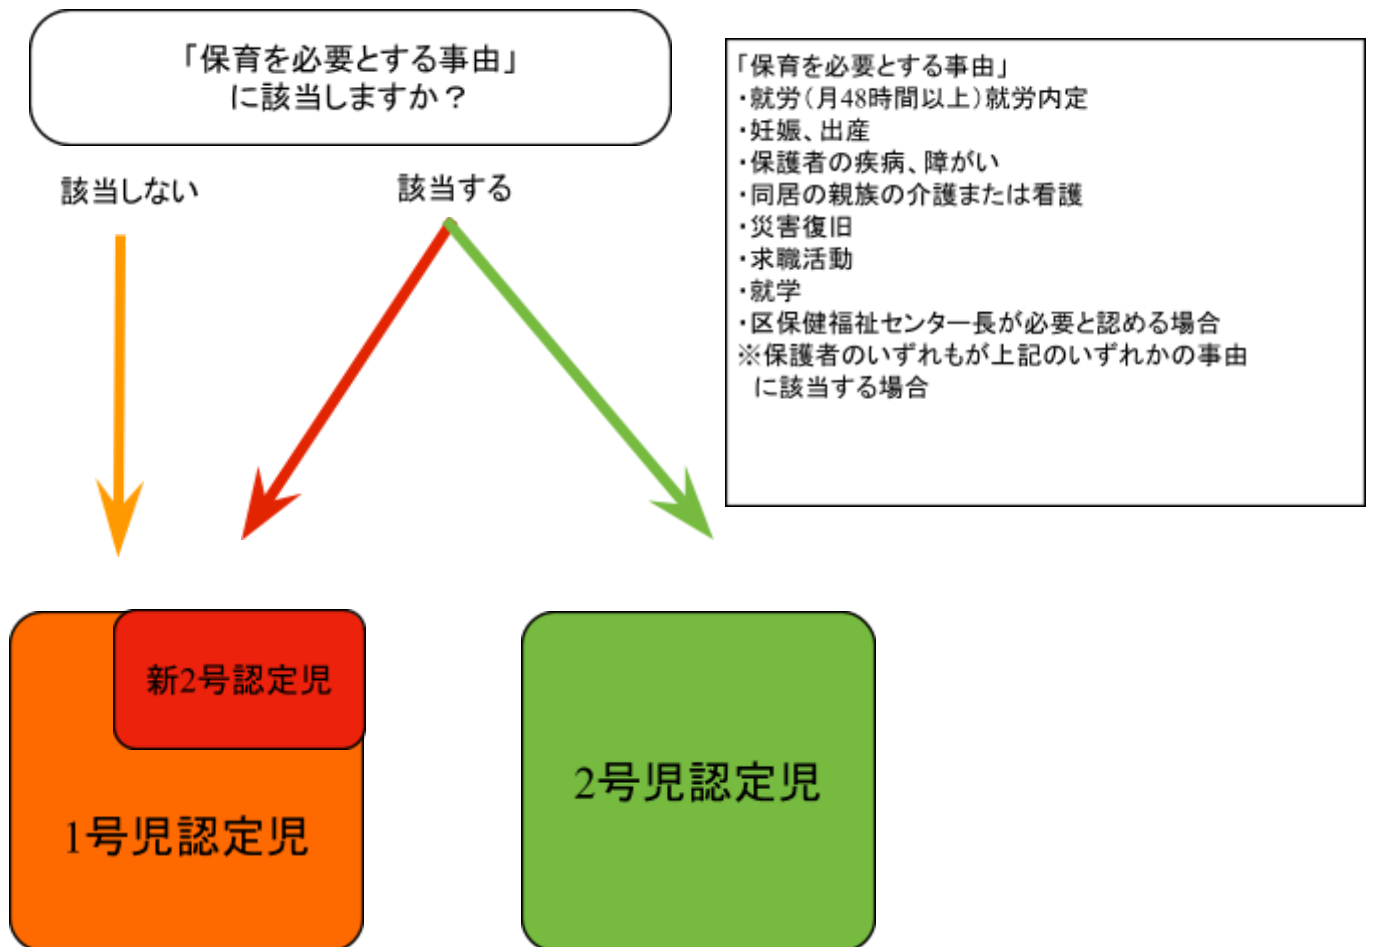 「保育を必要とする事由」
に該当しますか？
該当しない
該当する
「保育を必要とする事由」
・就労（月48時間以上）就労内定
・妊娠、出産
・保護者の疾病、障がい
・同居の親族の介護または看護
・災害復旧
・求職活動
・就学
・区保健福祉センター長が必要と認める場合
※保護者のいずれもが上記のいずれかの事由
に該当する場合
新2号認定児
1号児認定児
2号児認定児